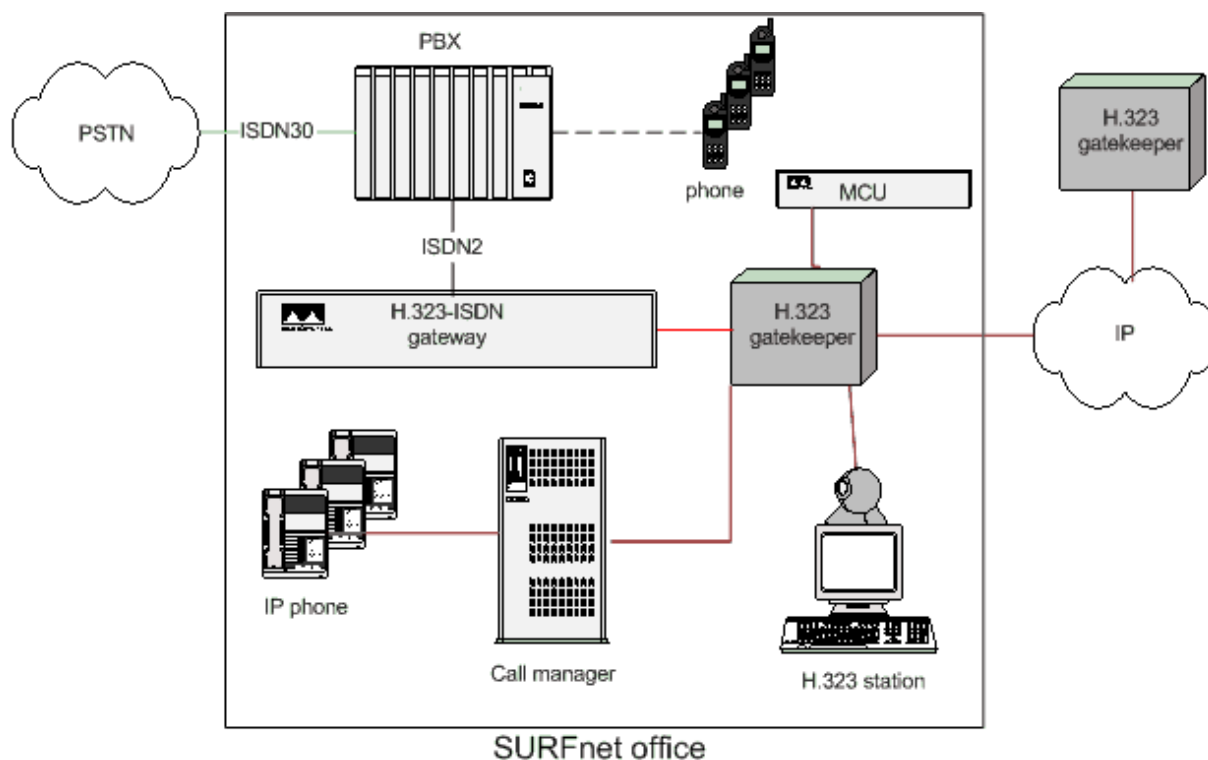 PBX
PSTN
ISDN30
phone
H.323
gatekeeper
MCU
ISDN2
H.323-ISDN
gateway
H.323
gatekeeper
IP
IP phone
Call manager
H.323 station
SURFnet office